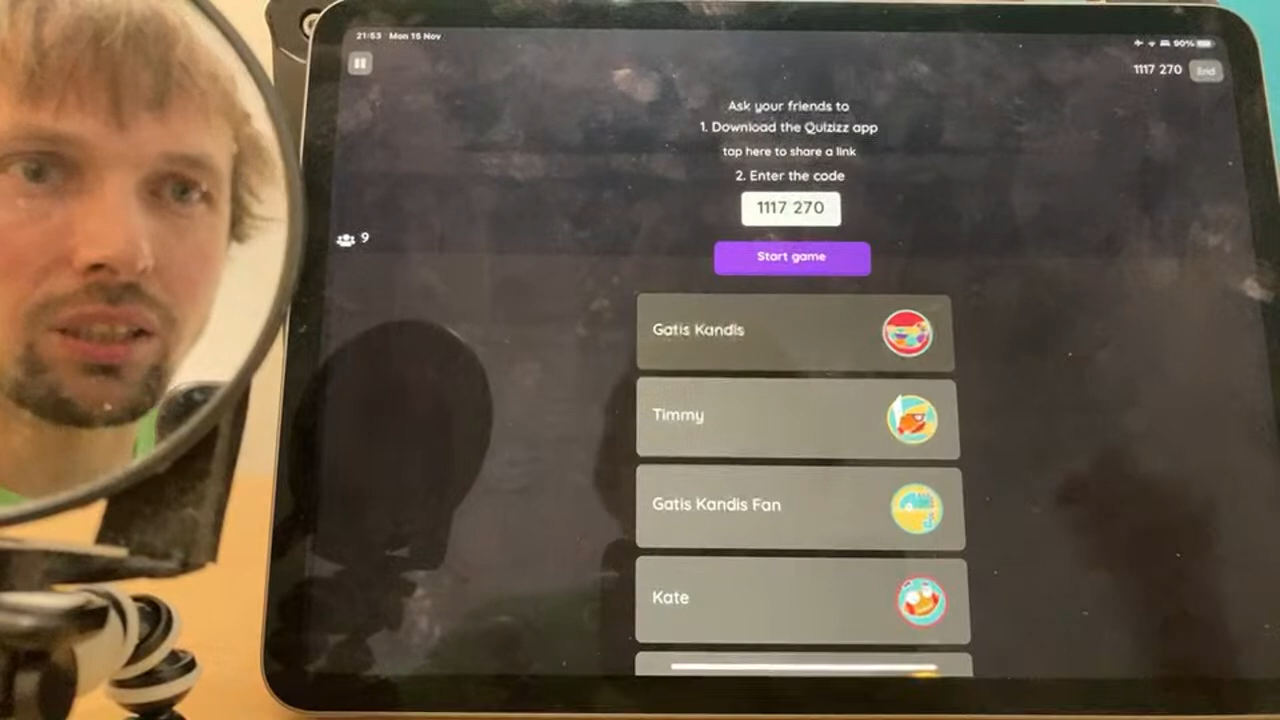 21:53 Mon 15 Nov
90%
1117 270 End
Ask your friends to
1. Download the Quizizz app
tap here to share a link
2. Enter the code
1117 270
9
Start game
Gatis Kandis
Timmy
Gatis Kandis Fan
Kate